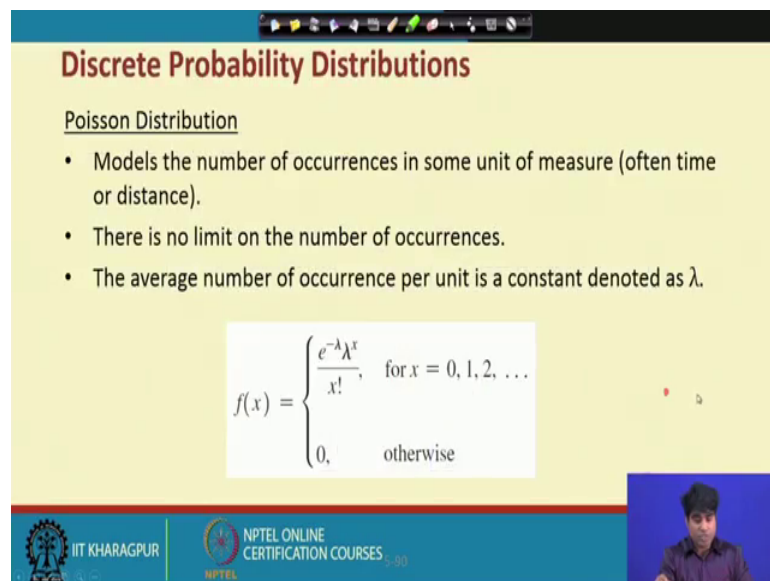 Discrete Probability Distributions
Poisson Distribution
• Models the number of occurrences in some unit of measure (often time
or distance).
• There is no limit on the number of occurrences.
• The average number of occurrence per unit is a constant denoted as λ.
f(x) = { e^{-λ}λ^x / x!, for x = 0, 1, 2, ...
0, otherwise
IIT KHARAGPUR
NPTEL
NPTEL ONLINE
CERTIFICATION COURSES
5-90